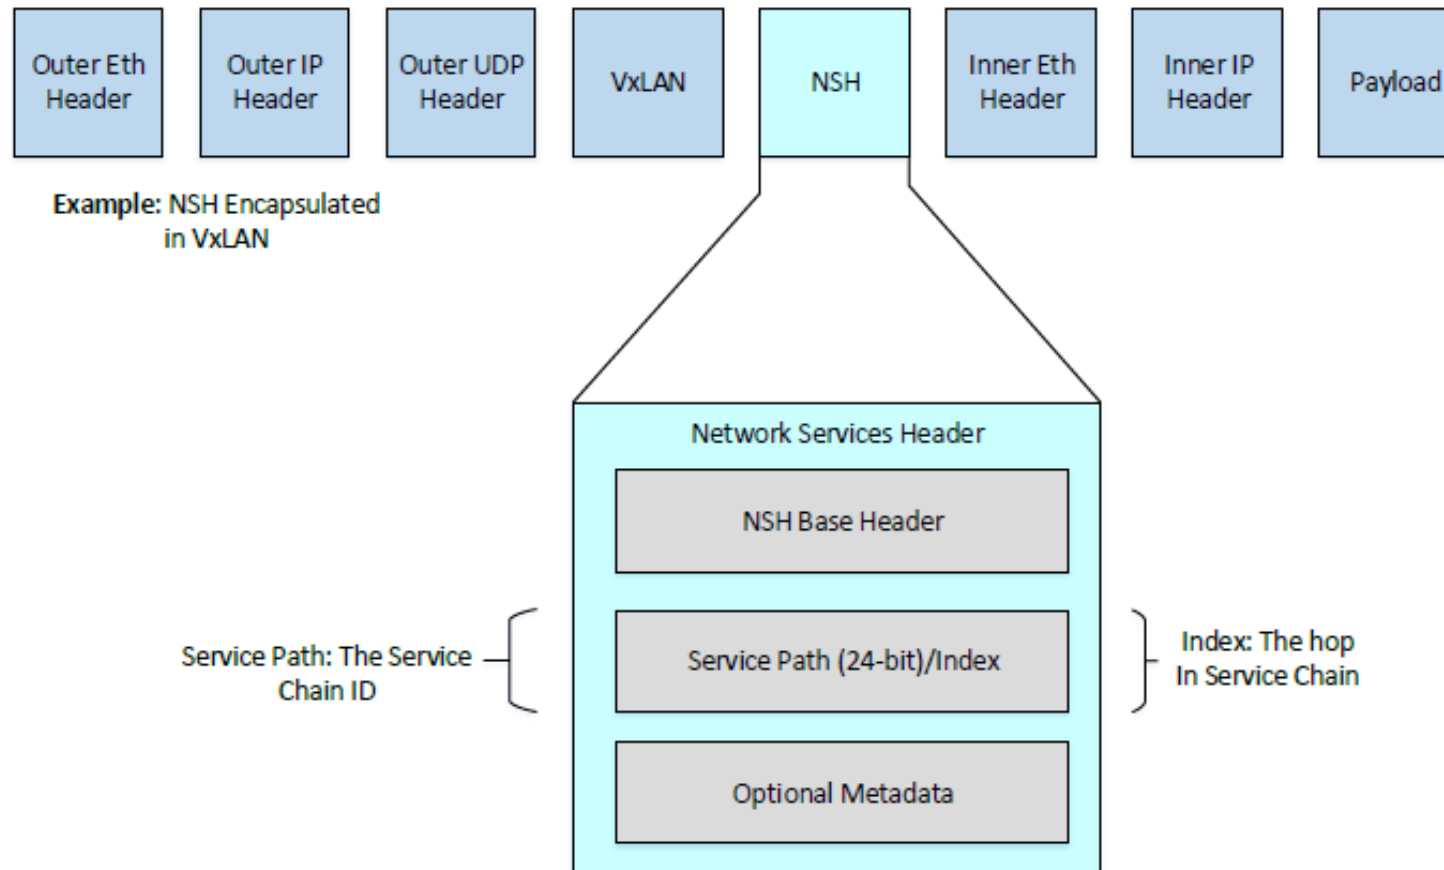 Outer Eth
Header
Outer IP
Header
Outer UDP
Header
VxLAN
NSH
Inner Eth
Header
Inner IP
Header
Payload
Example: NSH Encapsulated
in VxLAN
Network Services Header
NSH Base Header
Service Path: The Service
Chain ID
Service Path (24-bit)/Index
Index: The hop
In Service Chain
Optional Metadata